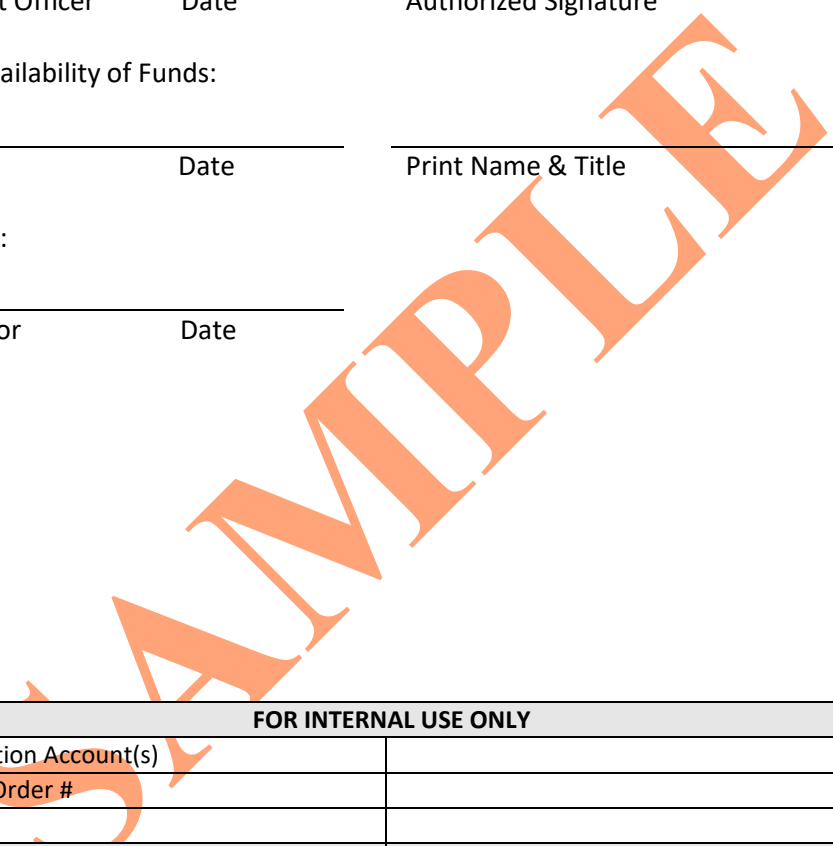 t Officer Date Authorized Signature
ailability of Funds:
Date Print Name & Title
:
or Date
SAMPLE
FOR INTERNAL USE ONLY
tion Account(s)
Order #